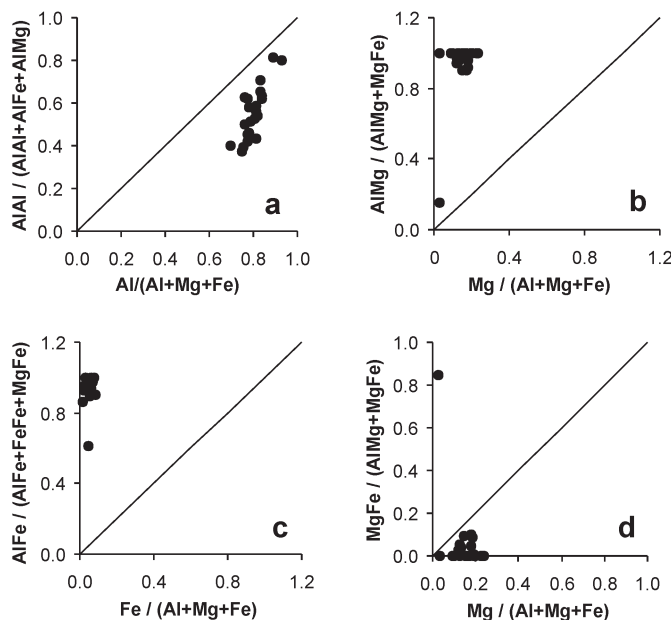 AlAl / (AlAl+AlFe+AlMg)
1.0
0.8
0.6
0.4
0.2
0.0
0.0 0.2 0.4 0.6 0.8 1.0
Al/(Al+Mg+Fe)
a
AlMg / (AlMg+MgFe)
1.2
0.8
0.4
0.0
0 0.4 0.8 1.2
Mg / (Al+Mg+Fe)
b
AlFe / (AlFe+FeFe+MgFe)
1.2
0.8
0.4
0.0
0.0 0.4 0.8 1.2
Fe / (Al+Mg+Fe)
c
MgFe / (AlMg+MgFe)
1.0
0.8
0.6
0.4
0.2
0.0
0.0 0.2 0.4 0.6 0.8 1.0
Mg / (Al+Mg+Fe)
d